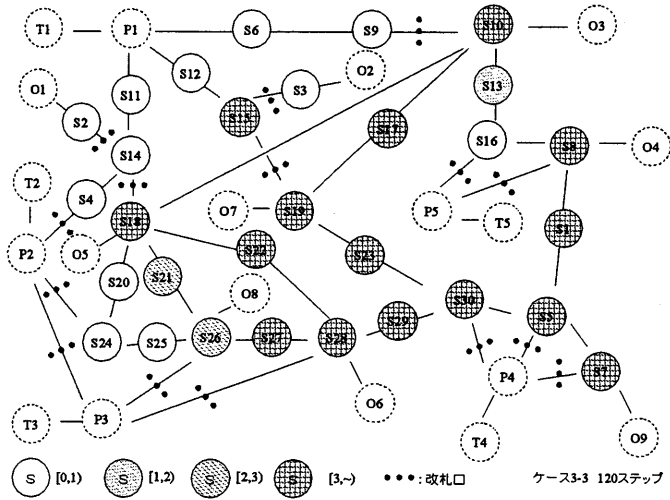 T1 P1 S6 S9 S10 O3
S12 O2
O1 S11 S3 S13
S2 S15 S17
S14 S16 S8 O4
T2 S4 O7 S19 P5 T5
P2 O5 S18 S22 S23 S1
S20 S21 O8
S30 S5
S24 S25 S26 S27 S28 S29
P4 S7
T3 P3 O6
T4 O9
S [0,1) S [1,2) S [2,3) S [3,~) :改札口 ケース3-3 120ステップ